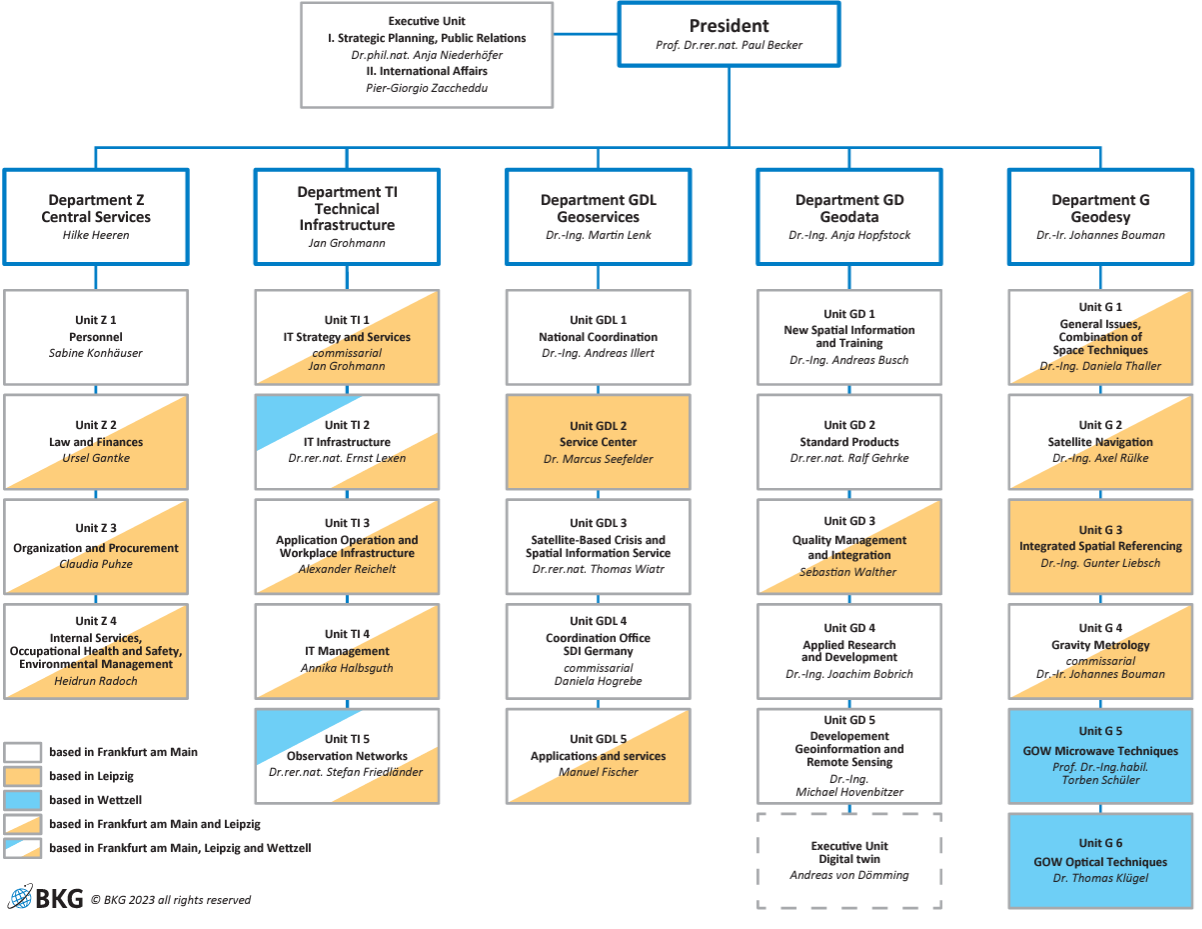 Executive Unit
I. Strategic Planning, Public Relations
Dr.phil.nat. Anja Niederhöfer
II. International Affairs
Pier-Giorgio Zaccheddu
President
Prof. Dr.rer.nat. Paul Becker
Department Z
Central Services
Hilke Heeren
Department TI
Technical
Infrastructure
Jan Grohmann
Department GDL
Geoservices
Dr.-Ing. Martin Lenk
Department GD
Geodata
Dr.-Ing. Anja Hopfstock
Department G
Geodesy
Dr.-Ir. Johannes Bouman
Unit Z 1
Personnel
Sabine Konhäuser
Unit Z 2
Law and Finances
Ursel Gantke
Unit Z 3
Organization and Procurement
Claudia Puhze
Unit Z 4
Internal Services,
Occupational Health and Safety,
Environmental Management
Heidrun Radoch
Unit TI 1
IT Strategy and Services
commissarial
Jan Grohmann
Unit TI 2
IT Infrastructure
Dr.rer.nat. Ernst Lexen
Unit TI 3
Application Operation and
Workplace Infrastructure
Alexander Reichelt
Unit TI 4
IT Management
Annika Halbsguth
Unit TI 5
Observation Networks
Dr.rer.nat. Stefan Friedländer
Unit GDL 1
National Coordination
Dr.-Ing. Andreas Illert
Unit GDL 2
Service Center
Dr. Marcus Seefelder
Unit GDL 3
Satellite-Based Crisis and
Spatial Information Service
Dr.rer.nat. Thomas Wiatr
Unit GDL 4
Coordination Office
SDI Germany
commissarial
Daniela Hogrebe
Unit GDL 5
Applications and services
Manuel Fischer
Unit GD 1
New Spatial Information
and Training
Dr.-Ing. Andreas Busch
Unit GD 2
Standard Products
Dr.rer.nat. Ralf Gehrke
Unit GD 3
Quality Management
and Integration
Sebastian Walther
Unit GD 4
Applied Research
and Development
Dr.-Ing. Joachim Bobrich
Unit GD 5
Developement
Geoinformation and
Remote Sensing
Dr.-Ing.
Michael Hovenbitzer
Executive Unit
Digital twin
Andreas von Dömming
Unit G 1
General Issues,
Combination of
Space Techniques
Dr.-Ing. Daniela Thaller
Unit G 2
Satellite Navigation
Dr.-Ing. Axel Rülke
Unit G 3
Integrated Spatial Referencing
Dr.-Ing. Gunter Liebsch
Unit G 4
Gravity Metrology
commissarial
Dr.-Ir. Johannes Bouman
Unit G 5
GOW Microwave Techniques
Prof. Dr.-Ing.habil.
Torben Schüler
Unit G 6
GOW Optical Techniques
Dr. Thomas Klügel
based in Frankfurt am Main
based in Leipzig
based in Wettzell
based in Frankfurt am Main and Leipzig
based in Frankfurt am Main, Leipzig and Wettzell
BKG © BKG 2023 all rights reserved